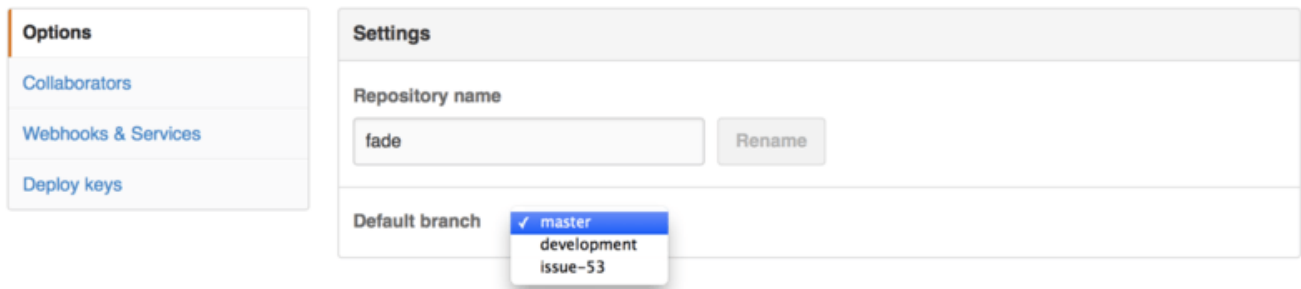 Options
Collaborators
Webhooks & Services
Deploy keys
Settings
Repository name
fade
Rename
Default branch
✓ master
development
issue-53